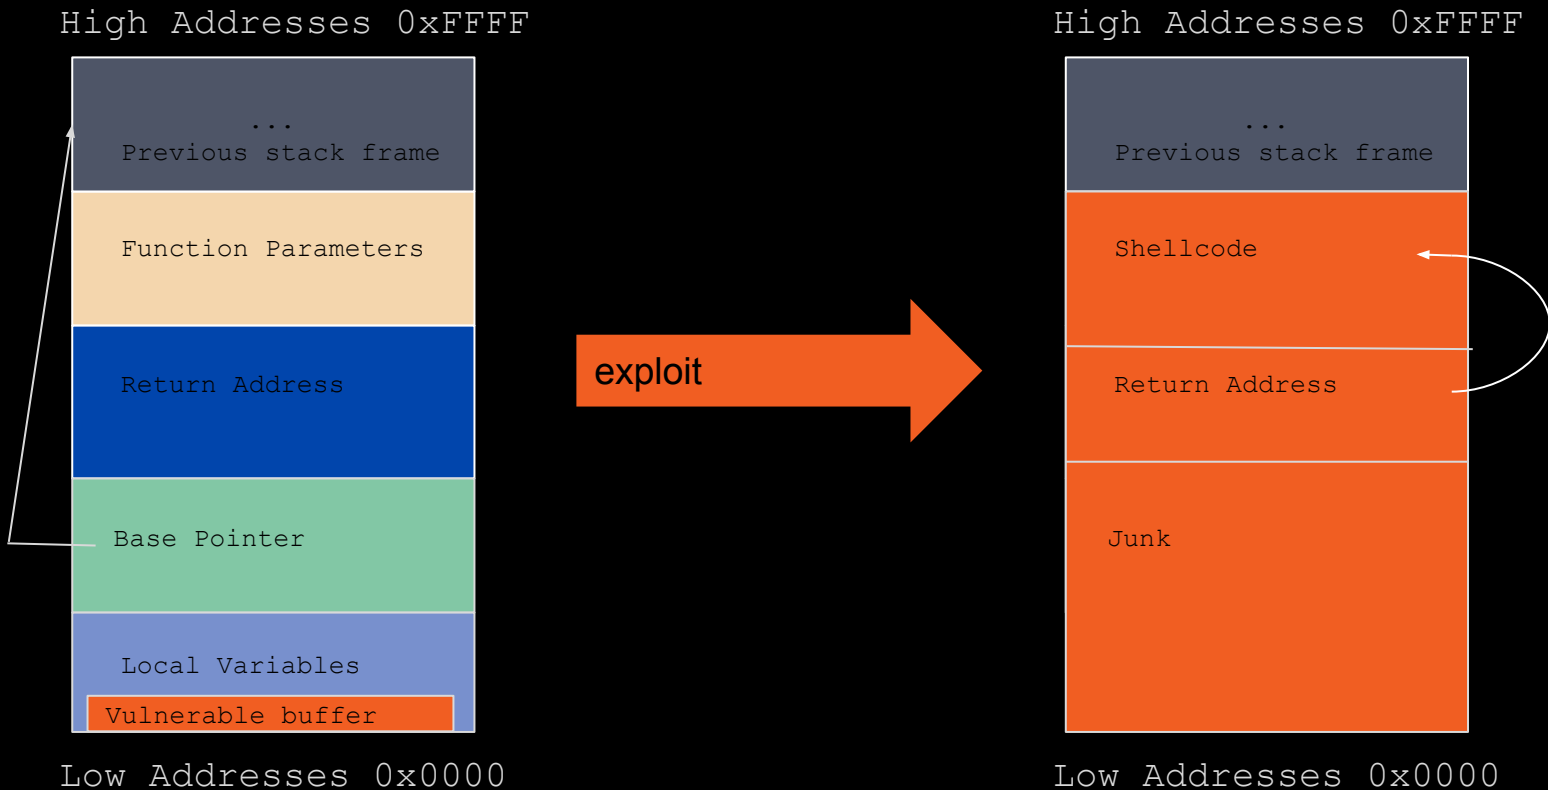 High Addresses 0xFFFF
...
Previous stack frame
Function Parameters
Return Address
Base Pointer
Local Variables
Vulnerable buffer
Low Addresses 0x0000
exploit
High Addresses 0xFFFF
...
Previous stack frame
Shellcode
Return Address
Junk
Low Addresses 0x0000